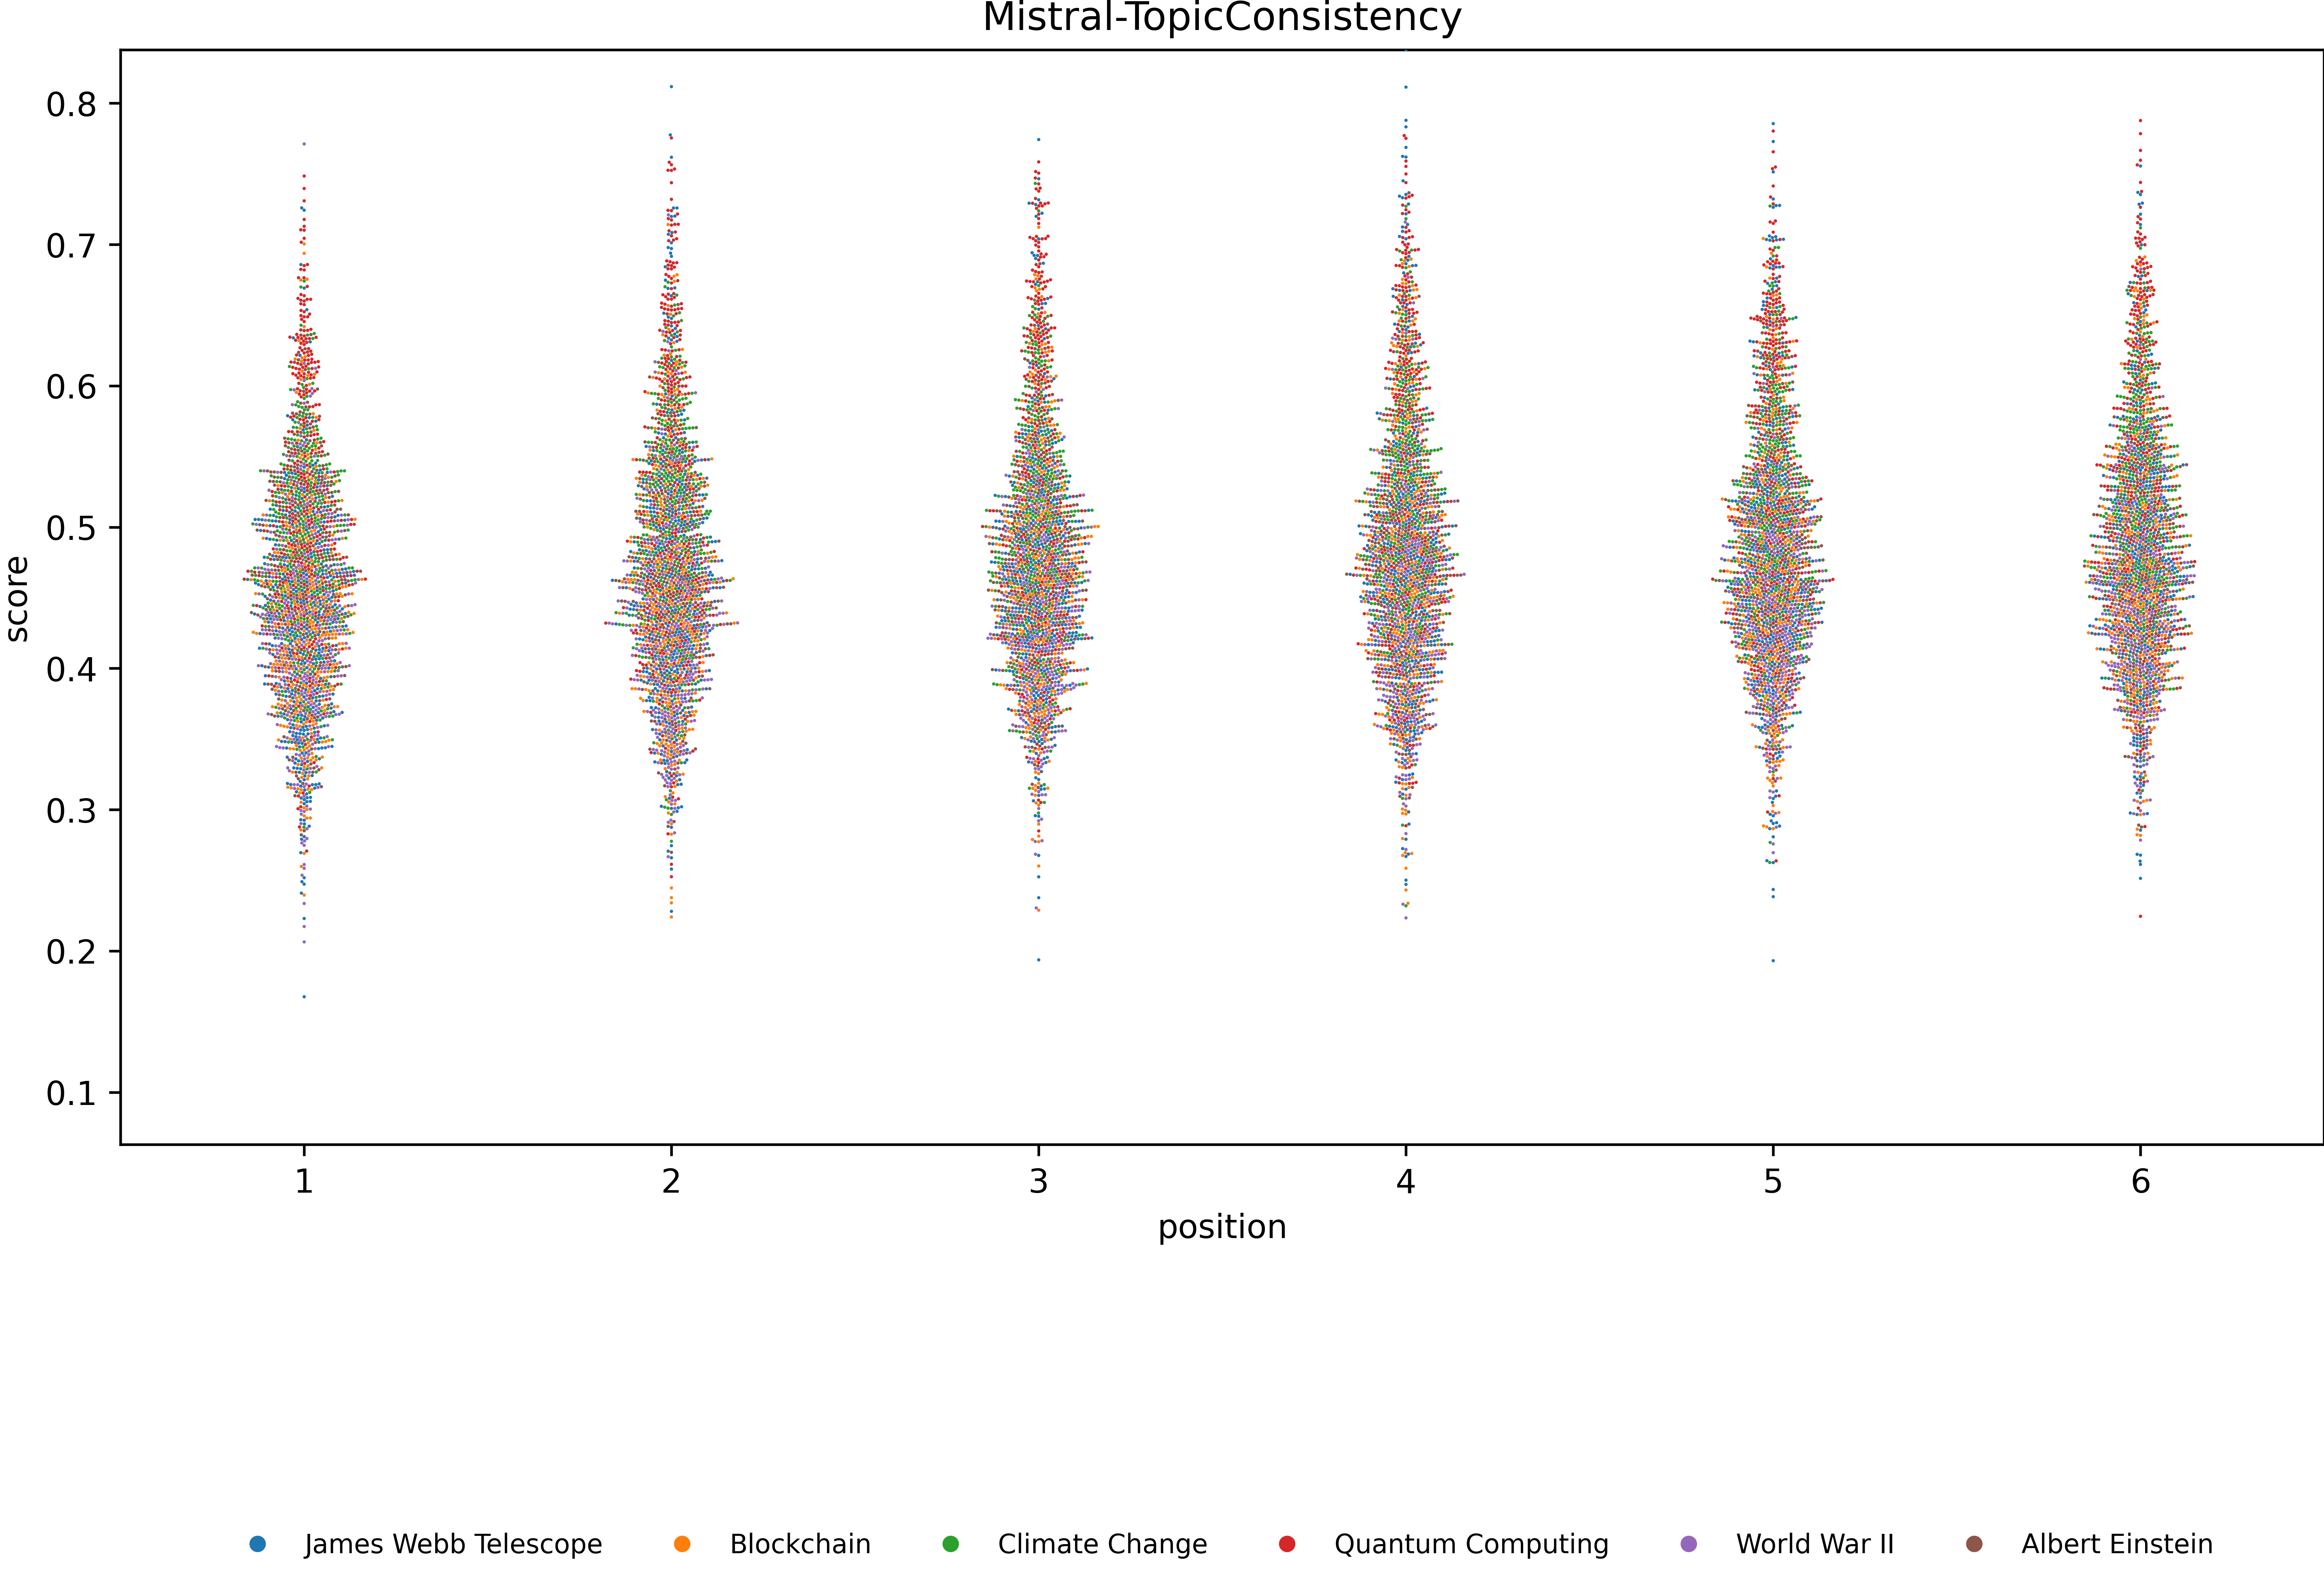 Mistral-TopicConsistency
0.8
0.7
0.6
0.5
0.4
0.3
0.2
0.1
score
1 2 3 4 5 6
position
James Webb Telescope Blockchain Climate Change Quantum Computing World War II Albert Einstein